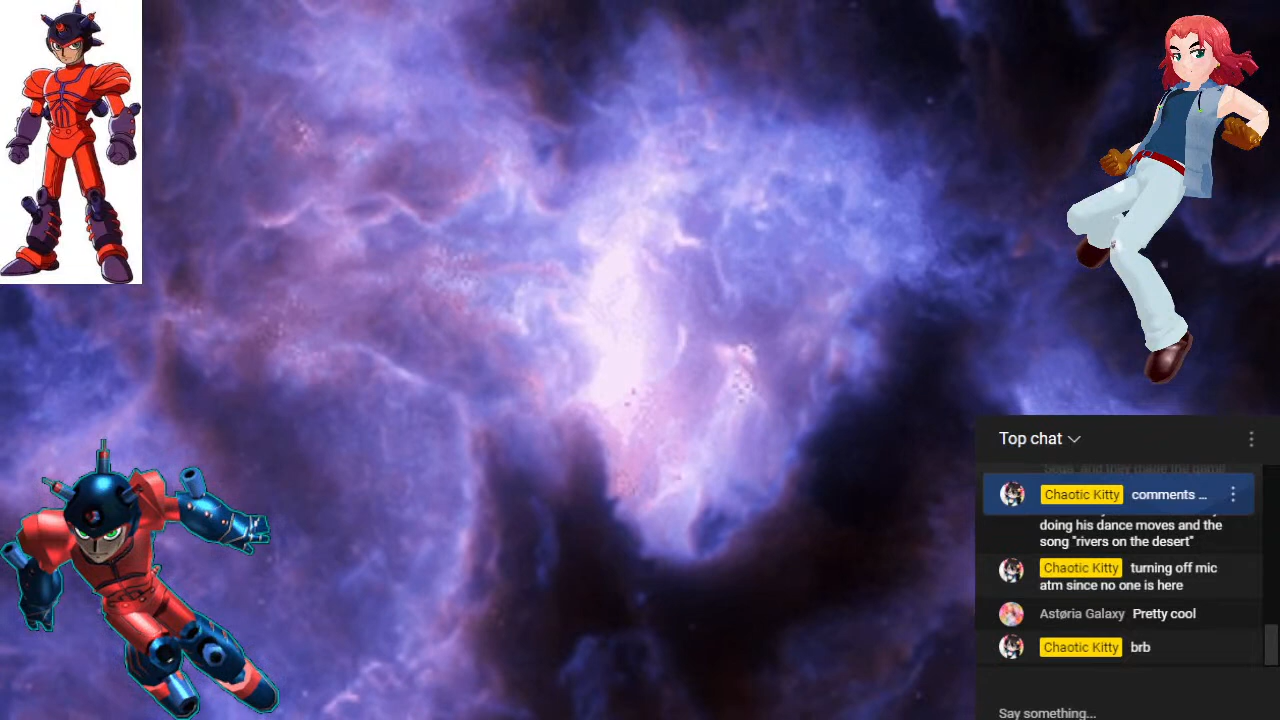 Top chat
Chaotic Kitty comments ...
doing his dance moves and the
song "rivers on the desert"
Chaotic Kitty turning off mic
atm since no one is here
Astøria Galaxy Pretty cool
Chaotic Kitty brb
Say something...